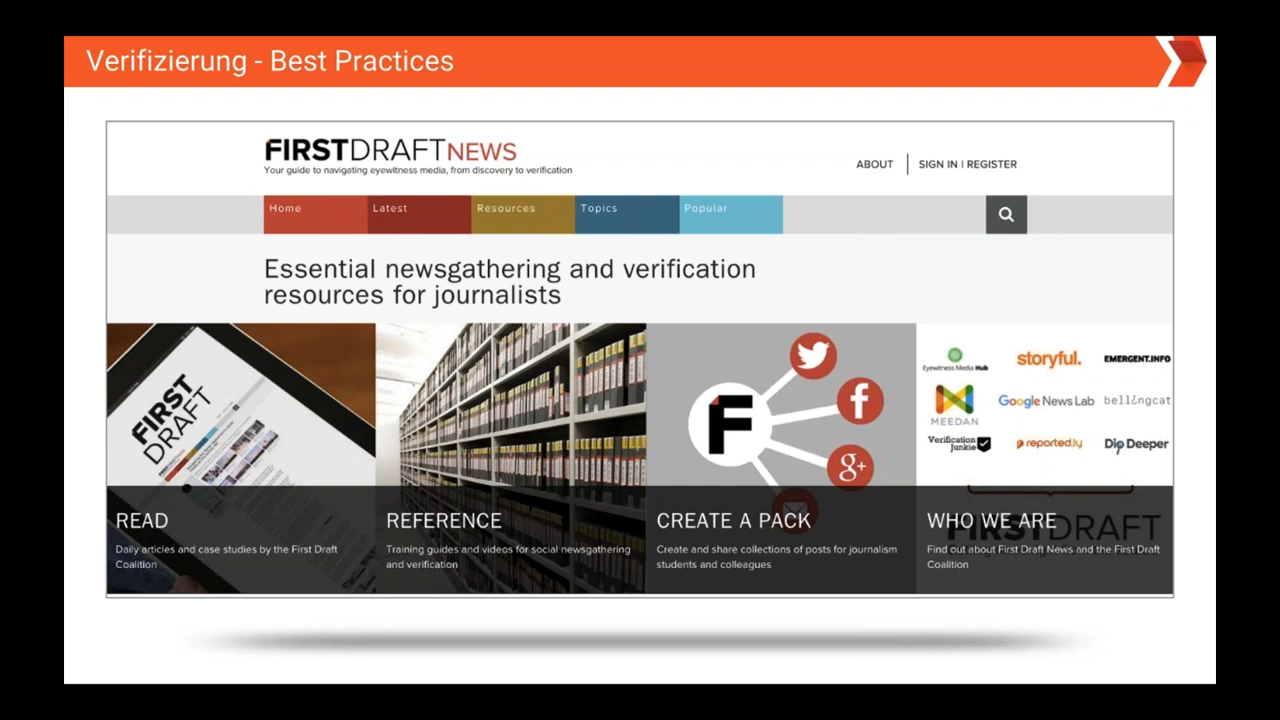 Verifizierung - Best Practices
FIRSTDRAFTNEWS
Your guide to navigating eyewitness media, from discovery to verification
ABOUT
SIGN IN | REGISTER
Home
Latest
Resources
Topics
Popular
Essential newsgathering and verification
resources for journalists
FIRST
DRAFT
F
f
g+
Eyewitness Media Hub
storyful.
EMERGENT.INFO
MEEDAN
Google News Lab
bell¿ngcat
Verification
Junkie
reported.ly
Dig Deeper
FIRSTDRAFT
READ
Daily articles and case studies by the First Draft
Coalition
REFERENCE
Training guides and videos for social newsgathering
and verification
CREATE A PACK
Create and share collections of posts for journalism
students and colleagues
WHO WE ARE
Find out about First Draft News and the First Draft
Coalition